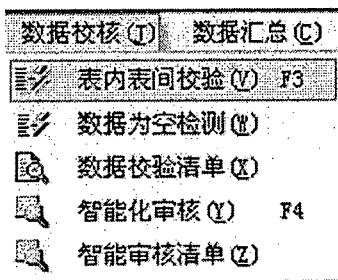 数据校核(T) 数据汇总(C)
表内表间校验(V) F3
数据为空检测(W)
数据校验清单(X)
智能化审核(Y) F4
智能审核清单(Z)